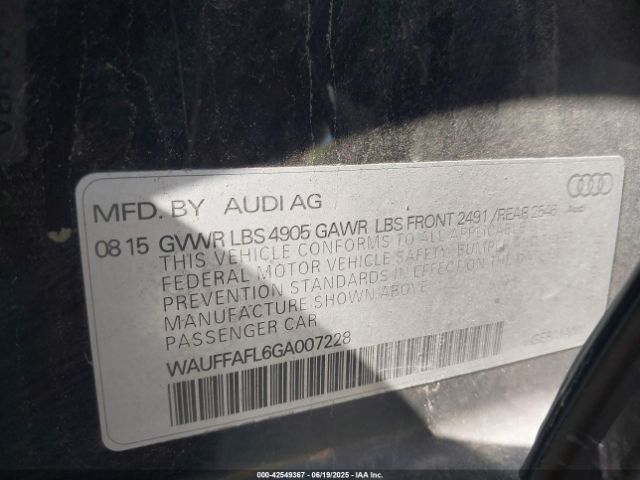 MFD. BY AUDI AG
08 15 GVWR LBS 4905 GAWR LBS FRONT 2491 /REAR 2546
Audi
THIS VEHICLE CONFORMS TO ALL APPLICABLE
FEDERAL MOTOR VEHICLE SAFETY, BUMPER
PREVENTION STANDARDS IN EFFECT ON THE
MANUFACTURE SHOWN ABOVE
PASSENGER CAR
WAUFFAFL6GA007228
GERMANY
000-42549367 - 06/19/2025 - ©IAA Inc.